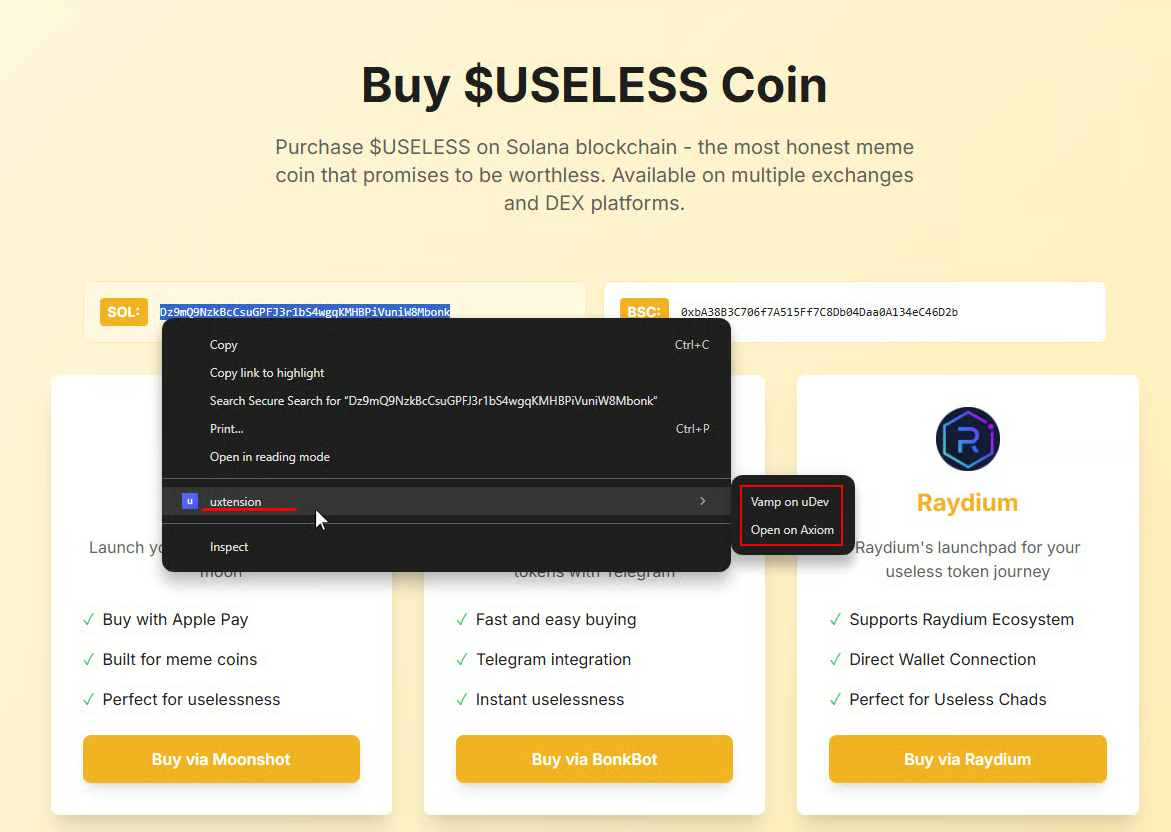 Buy $USELESS Coin
Purchase $USELESS on Solana blockchain - the most honest meme
coin that promises to be worthless. Available on multiple exchanges
and DEX platforms.
SOL:
Dz9mQ9NzkBcCsuGPFJ3r1bS4wgqKMHBPiVuniW8Mbonk
BSC:
0xbA38B3C706f7A515Ff7C8Db04Daa0A134eC46D2b
Copy Ctrl+C
Copy link to highlight
Search Secure Search for “Dz9mQ9NzkBcCsuGPFJ3r1bS4wgqKMHBPiVuniW8Mbonk”
Print... Ctrl+P
Open in reading mode
u uxtension
Vamp on uDev
Open on Axiom
Inspect
Launch
moon
tokens with Telegram
Buy with Apple Pay
Built for meme coins
Perfect for uselessness
Buy via Moonshot
Fast and easy buying
Telegram integration
Instant uselessness
Buy via BonkBot
Raydium
Raydium's launchpad for your
useless token journey
Supports Raydium Ecosystem
Direct Wallet Connection
Perfect for Useless Chads
Buy via Raydium